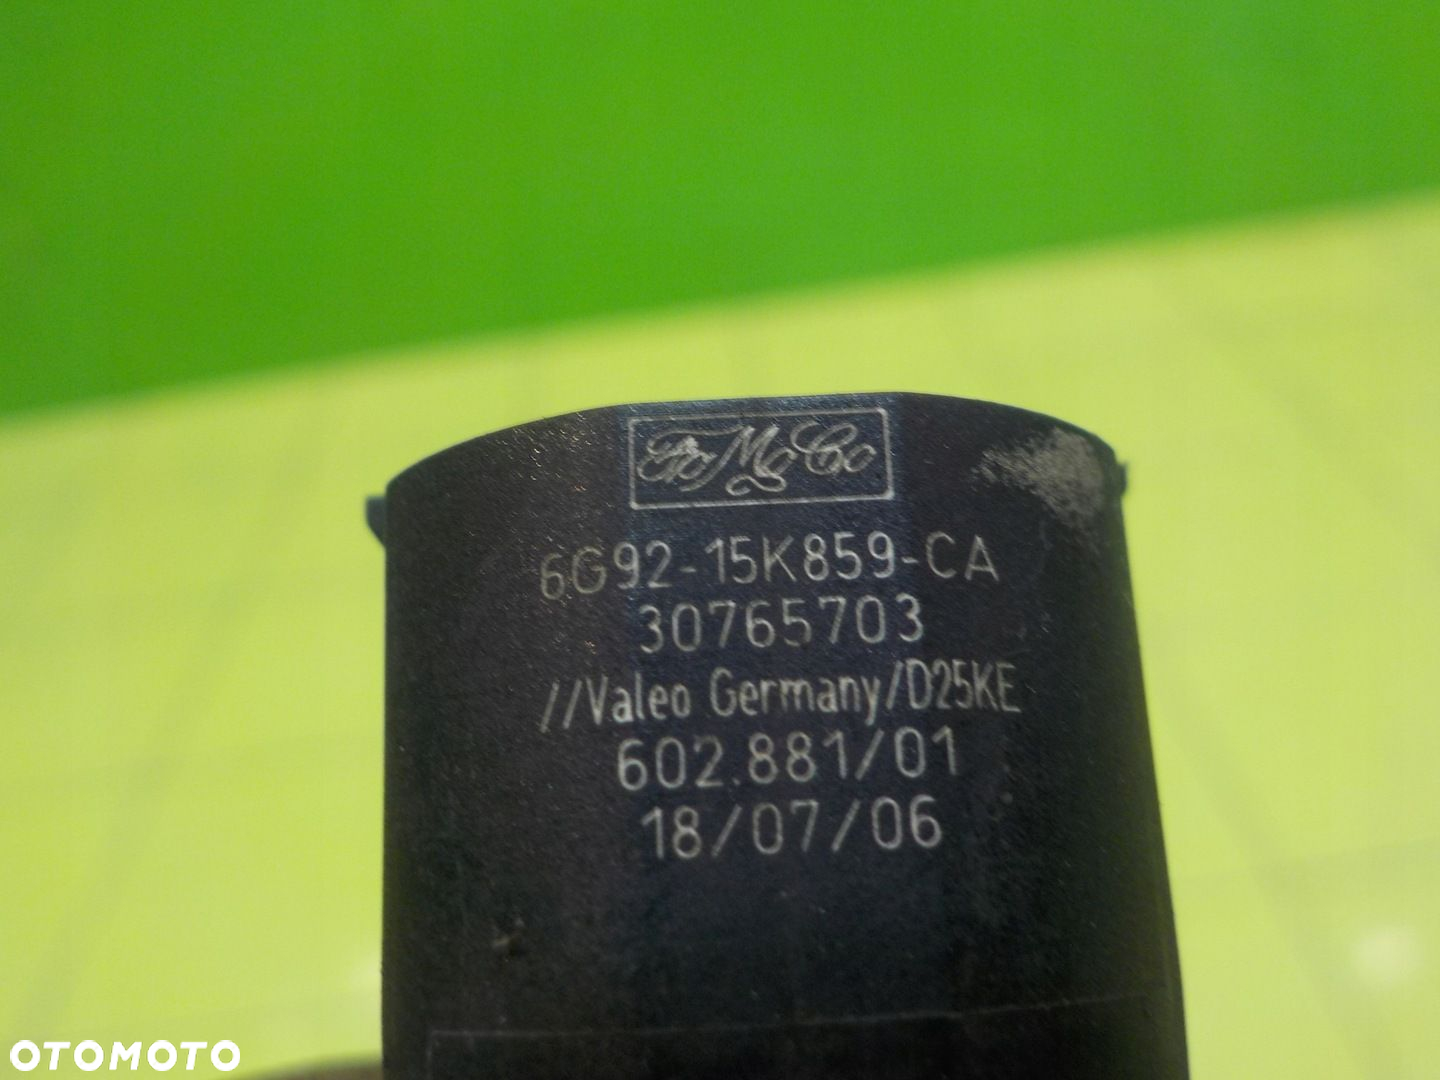 FoMoCo
6G92-15K859-CA
30765703
//Valeo Germany/D25KE
602.881/01
18/07/06
OTOMOTO